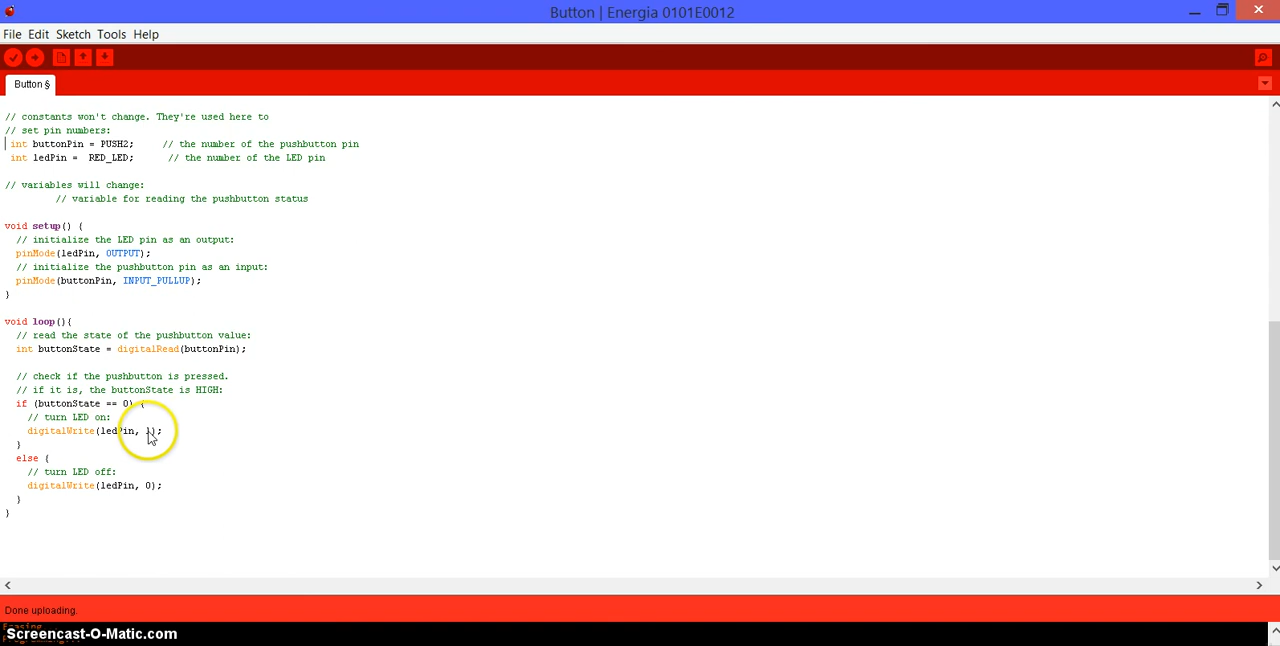 Button | Energia 0101E0012
File Edit Sketch Tools Help
Button §
// constants won't change. They're used here to
// set pin numbers:
int buttonPin = PUSH2;     // the number of the pushbutton pin
int ledPin =  RED_LED;      // the number of the LED pin
// variables will change:
// variable for reading the pushbutton status
void setup() {
// initialize the LED pin as an output:
pinMode(ledPin, OUTPUT);
// initialize the pushbutton pin as an input:
pinMode(buttonPin, INPUT_PULLUP);
}
void loop(){
// read the state of the pushbutton value:
int buttonState = digitalRead(buttonPin);
// check if the pushbutton is pressed.
// if it is, the buttonState is HIGH:
if (buttonState == 0) {
// turn LED on:
digitalWrite(ledPin, 1);
}
else {
// turn LED off:
digitalWrite(ledPin, 0);
}
}
Done uploading.
Screencast-O-Matic.com